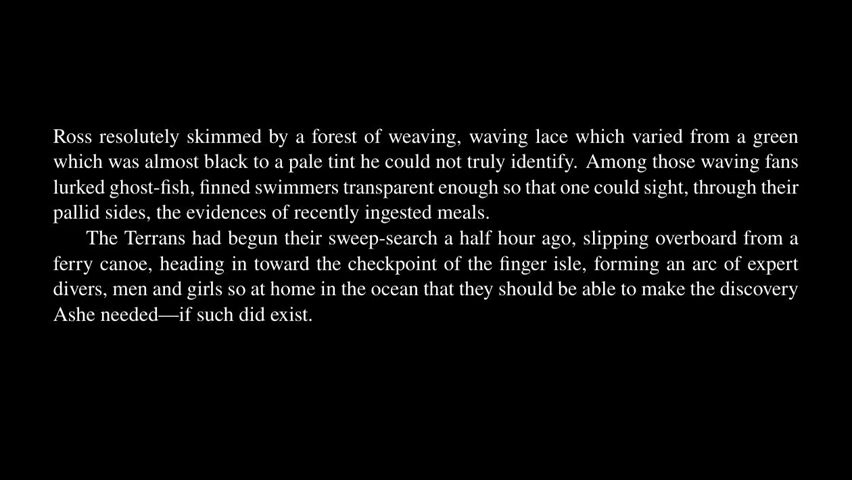 Ross resolutely skimmed by a forest of weaving, waving lace which varied from a green
which was almost black to a pale tint he could not truly identify. Among those waving fans
lurked ghost-fish, finned swimmers transparent enough so that one could sight, through their
pallid sides, the evidences of recently ingested meals.
The Terrans had begun their sweep-search a half hour ago, slipping overboard from a
ferry canoe, heading in toward the checkpoint of the finger isle, forming an arc of expert
divers, men and girls so at home in the ocean that they should be able to make the discovery
Ashe needed—if such did exist.